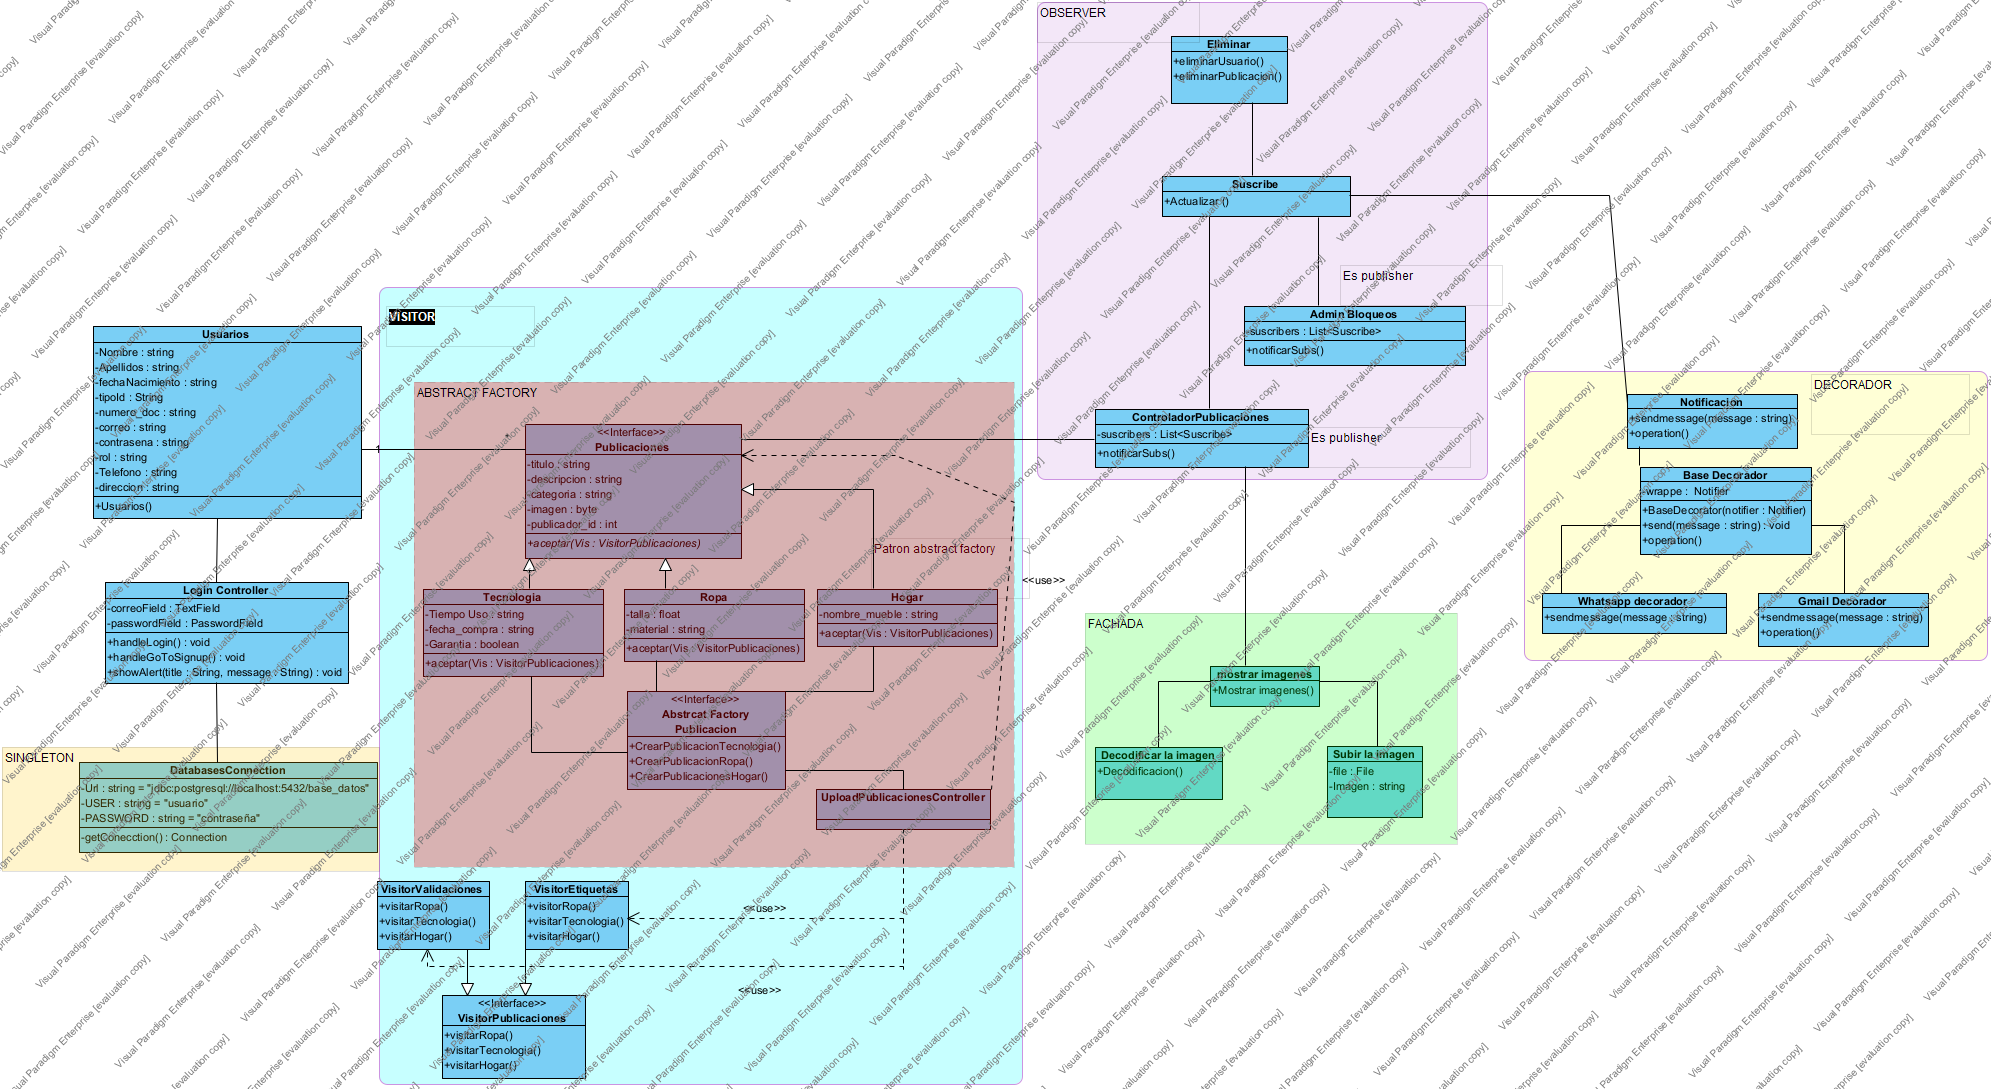 OBSERVER
Eliminar
+eliminarUsuario()
+eliminarPublicacion()
Suscribe
+Actualizar()
Es publisher
Admin Bloqueos
-suscribers : List<Suscribe>
+notificarSubs()
ControladorPublicaciones
-suscribers : List<Suscribe>
+notificarSubs()
Es publisher
DECORADOR
Notificacion
+sendmessage(message : string)
+operation()
Base Decorador
-wrappe : Notifier
+BaseDecorator(notifier : Notifier)
+send(message : string) : void
+operation()
Whatsapp decorador
+sendmessage(message : string)
Gmail Decorador
+sendmessage(message : string)
+operation()
VISITOR
Usuarios
-Nombre : string
-Apellidos : string
-fechaNacimiento : string
-tipoId : String
-numero_doc : string
-correo : string
-contrasena : string
-rol : string
-Telefono : string
-direccion : string
+Usuarios()
1
*
ABSTRACT FACTORY
<<Interface>>
Publicaciones
-titulo : string
-descripcion : string
-categoria : string
-imagen : byte
-publicador_id : int
+aceptar(Vis : VisitorPublicaciones)
Patron abstract factory
<<use>>
Tecnologia
-Tiempo Uso : string
-fecha_compra : string
-Garantia : boolean
+aceptar(Vis : VisitorPublicaciones)
Ropa
-talla : float
-material : string
+aceptar(Vis : VisitorPublicaciones)
Hogar
-nombre_mueble : string
+aceptar(Vis : VisitorPublicaciones)
Login Controller
-correoField : TextField
-passwordField : PasswordField
+handleLogin() : void
+handleGoToSignup() : void
+showAlert(title : String, message : String) : void
<<Interface>>
Abstrcat Factory
Publicacion
+CrearPublicacionTecnologia()
+CrearPublicacionRopa()
+CrearPublicacionesHogar()
UploadPublicacionesController
FACHADA
mostrar imagenes
+Mostrar imagenes()
Decodificar la imagen
+Decodificacion()
Subir la imagen
-file : File
-Imagen : string
SINGLETON
DatabasesConnection
-Url : string = "jdbc:postgresql://localhost:5432/base_datos"
-USER : string = "usuario"
-PASSWORD : string = "contraseña"
-getConecction() : Connection
VisitorValidaciones
+visitarRopa()
+visitarTecnologia()
+visitarHogar()
VisitorEtiquetas
+visitorRopa()
+visitarTecnologia()
+visitarHogar()
<<use>>
<<use>>
<<Interface>>
VisitorPublicaciones
+visitarRopa()
+visitarTecnologia()
+visitarHogar()
Visual Paradigm Enterprise [evaluation copy]